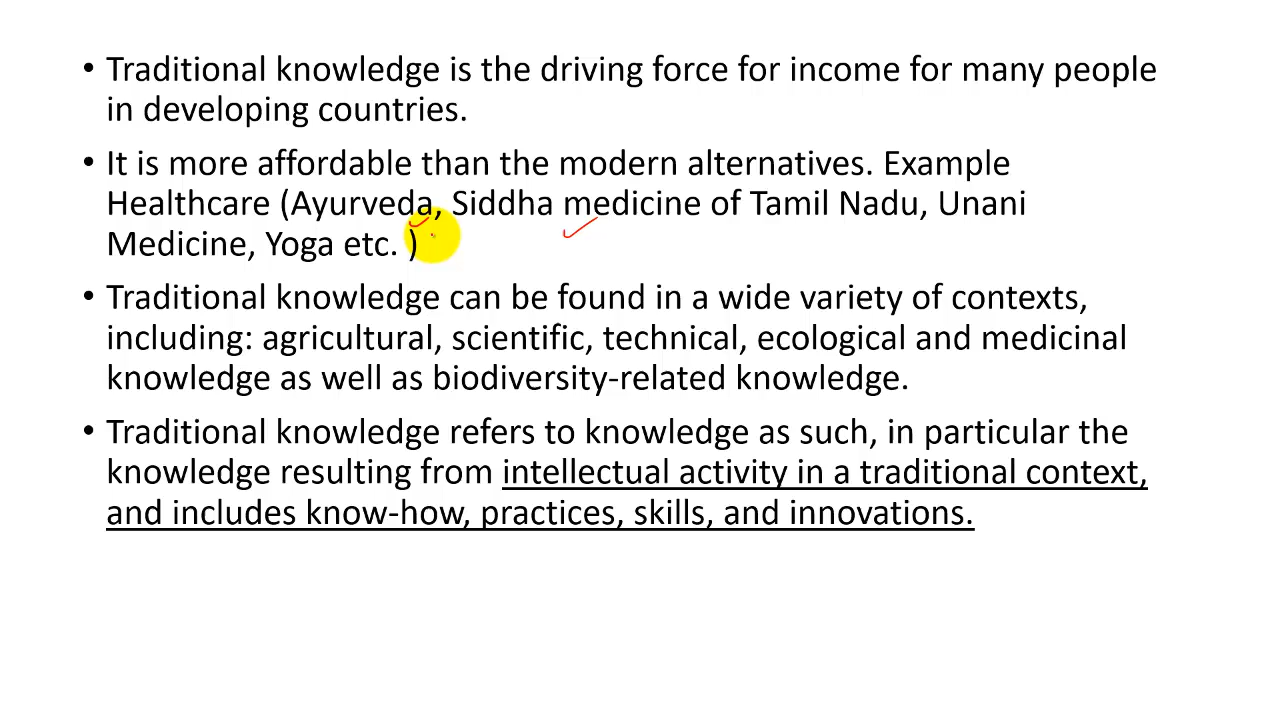 • Traditional knowledge is the driving force for income for many people
in developing countries.
• It is more affordable than the modern alternatives. Example
Healthcare (Ayurveda, Siddha medicine of Tamil Nadu, Unani
Medicine, Yoga etc. )
• Traditional knowledge can be found in a wide variety of contexts,
including: agricultural, scientific, technical, ecological and medicinal
knowledge as well as biodiversity-related knowledge.
• Traditional knowledge refers to knowledge as such, in particular the
knowledge resulting from intellectual activity in a traditional context,
and includes know-how, practices, skills, and innovations.